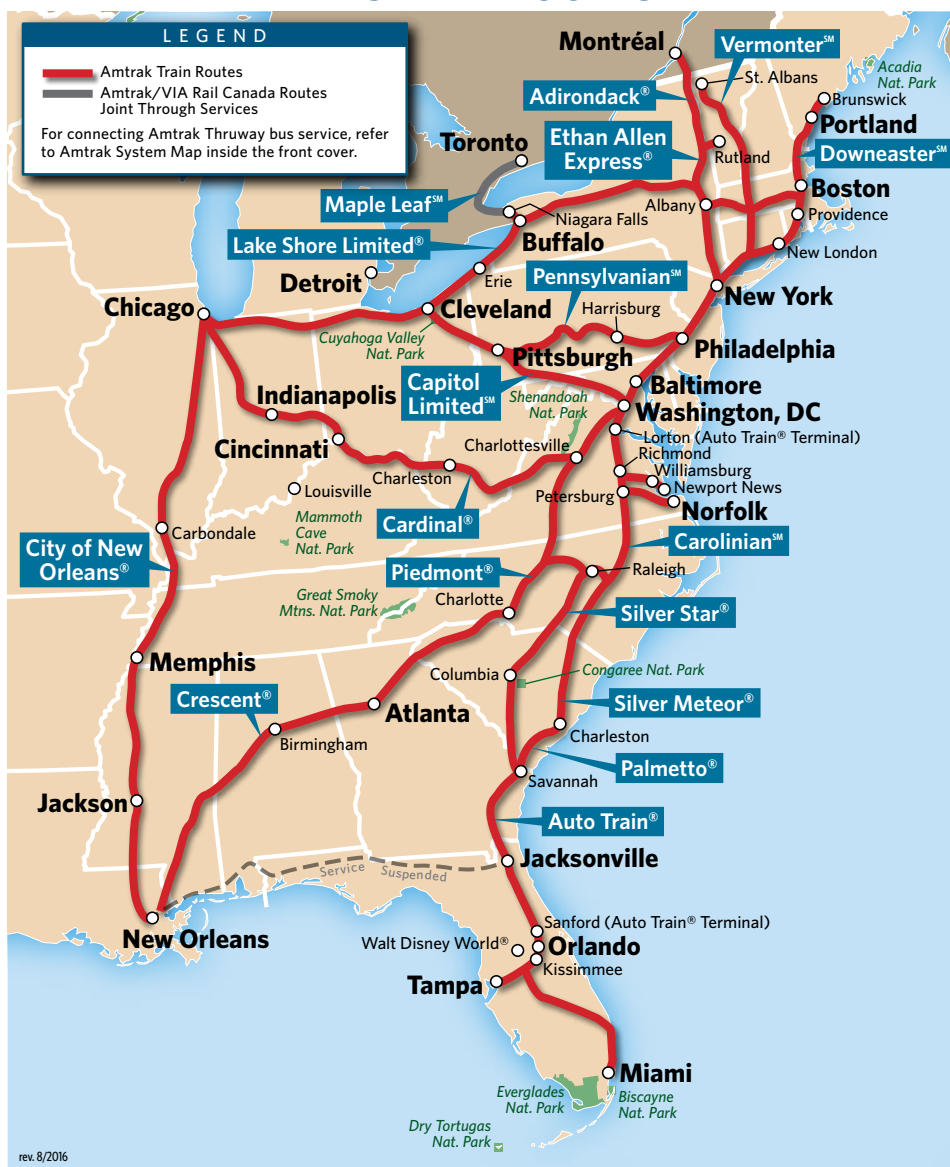 LEGEND
Amtrak Train Routes
Amtrak/VIA Rail Canada Routes
Joint Through Services
For connecting Amtrak Thruway bus service, refer
to Amtrak System Map inside the front cover.
Montréal
Vermonter℠
St. Albans
Acadia
Nat. Park
Adirondack®
Brunswick
Portland
Ethan Allen
Express®
Rutland
Downeaster℠
Toronto
Boston
Maple Leaf℠
Albany
Niagara Falls
Providence
Lake Shore Limited®
Buffalo
New London
Detroit
Erie
Pennsylvanian℠
New York
Chicago
Cleveland
Harrisburg
Cuyahoga Valley
Nat. Park
Pittsburgh
Philadelphia
Capitol
Limited℠
Baltimore
Indianapolis
Shenandoah
Nat. Park
Washington, DC
Cincinnati
Charlottesville
Lorton (Auto Train® Terminal)
Richmond
Charleston
Williamsburg
Louisville
Petersburg
Newport News
Norfolk
Mammoth
Cave
Nat. Park
Cardinal®
Carbondale
City of New
Orleans®
Carolinian℠
Piedmont®
Raleigh
Great Smoky
Mtns. Nat. Park
Charlotte
Silver Star®
Memphis
Columbia
Congaree Nat. Park
Crescent®
Silver Meteor®
Atlanta
Birmingham
Charleston
Palmetto®
Savannah
Jackson
Auto Train®
Jacksonville
Service Suspended
New Orleans
Sanford (Auto Train® Terminal)
Walt Disney World®
Orlando
Kissimmee
Tampa
Miami
Everglades
Nat. Park
Biscayne
Nat. Park
Dry Tortugas
Nat. Park
rev. 8/2016